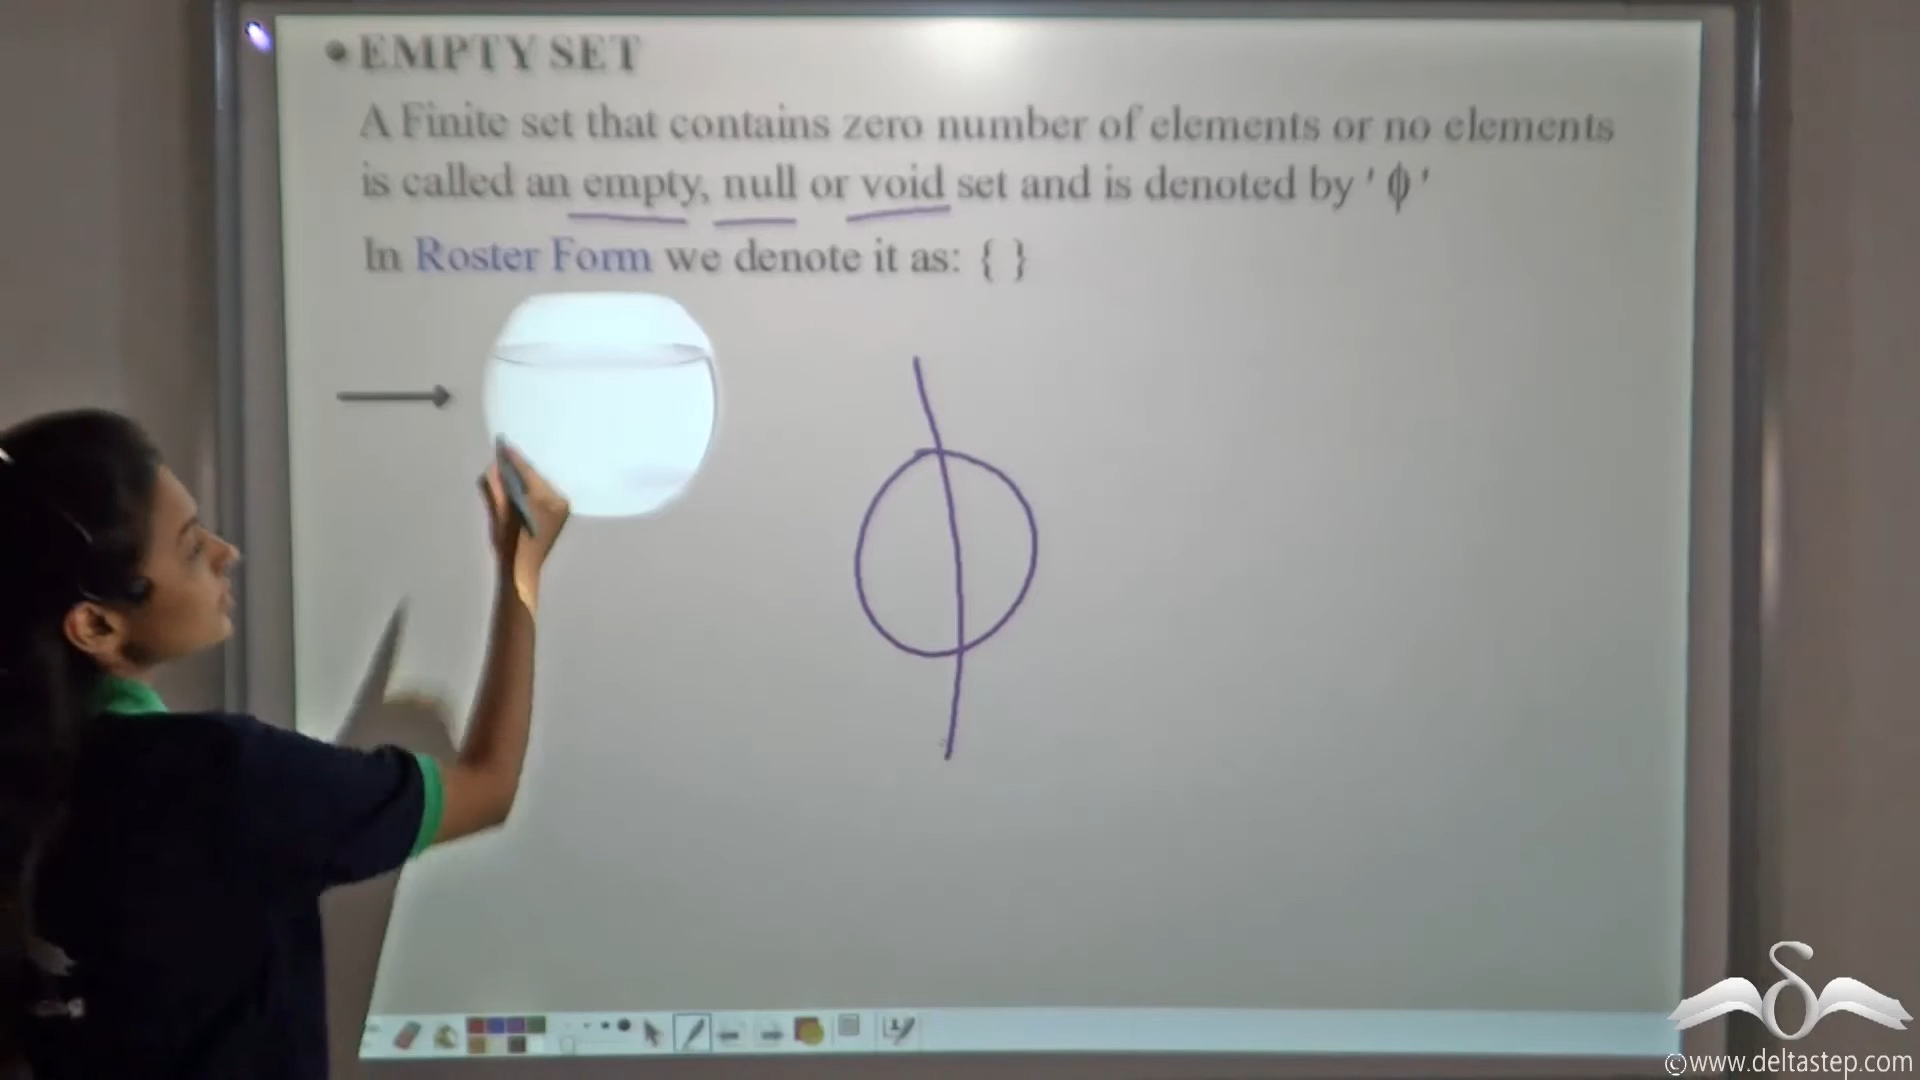 • EMPTY SET
A Finite set that contains zero number of elements or no elements
is called an empty, null or void set and is denoted by ' ϕ '
In Roster Form we denote it as: { }
ϕ
©www.deltastep.com